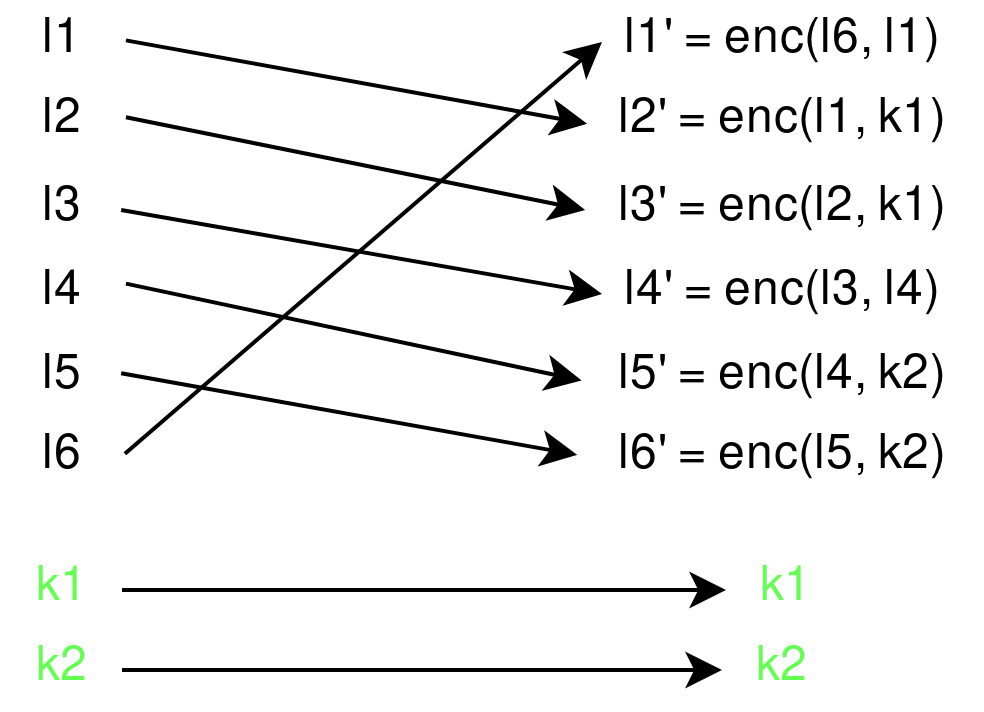 l1 l1' = enc(l6, l1)
l2 l2' = enc(l1, k1)
l3 l3' = enc(l2, k1)
l4 l4' = enc(l3, l4)
l5 l5' = enc(l4, k2)
l6 l6' = enc(l5, k2)
k1 k1
k2 k2